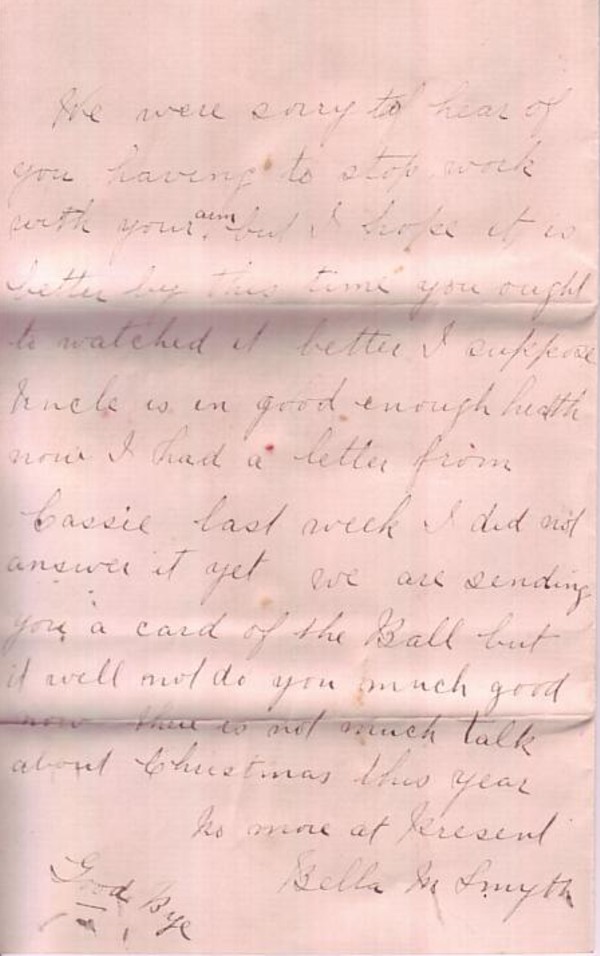 We were sorry to hear of
you having to stop work
with your arm but I hope it is
better by this time you ought
to watched it better I suppose
Uncle is in good enough health
now I had a letter from
Cassie last week I did not
answer it yet we are sending
you a card of the Ball but
it will not do you much good
now there is not much talk
about Christmas this year
No more at Present
Bella M Smyth
Good Bye